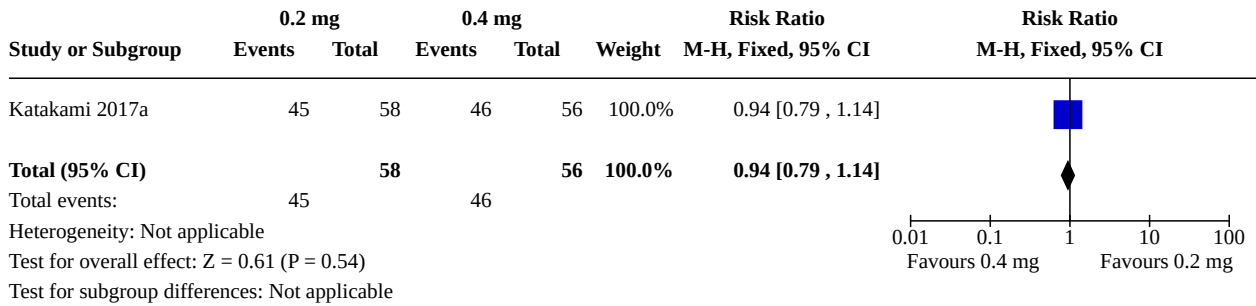 0.2 mg 0.4 mg Risk Ratio Risk Ratio
Study or Subgroup Events Total Events Total Weight M-H, Fixed, 95% CI M-H, Fixed, 95% CI
Katakami 2017a 45 58 46 56 100.0% 0.94 [0.79 , 1.14]
Total (95% CI) 58 56 100.0% 0.94 [0.79 , 1.14]
Total events: 45 46
Heterogeneity: Not applicable 0.01 0.1 1 10 100
Test for overall effect: Z = 0.61 (P = 0.54) Favours 0.4 mg Favours 0.2 mg
Test for subgroup differences: Not applicable